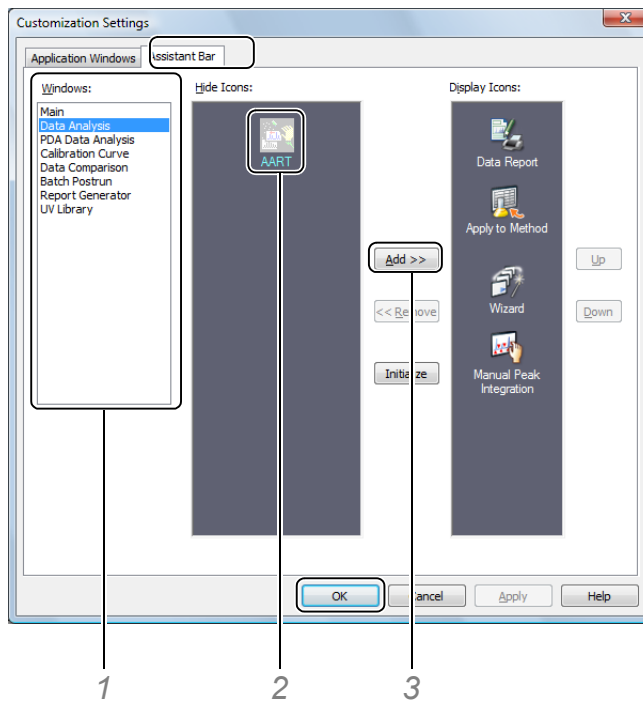 Customization Settings
Application Windows
Assistant Bar
Windows:
Main
Data Analysis
PDA Data Analysis
Calibration Curve
Data Comparison
Batch Postrun
Report Generator
UV Library
Hide Icons:
AART
Add >>
<< Remove
Initialize
Display Icons:
Data Report
Apply to Method
Wizard
Manual Peak
Integration
Up
Down
OK
Cancel
Apply
Help
1
2
3